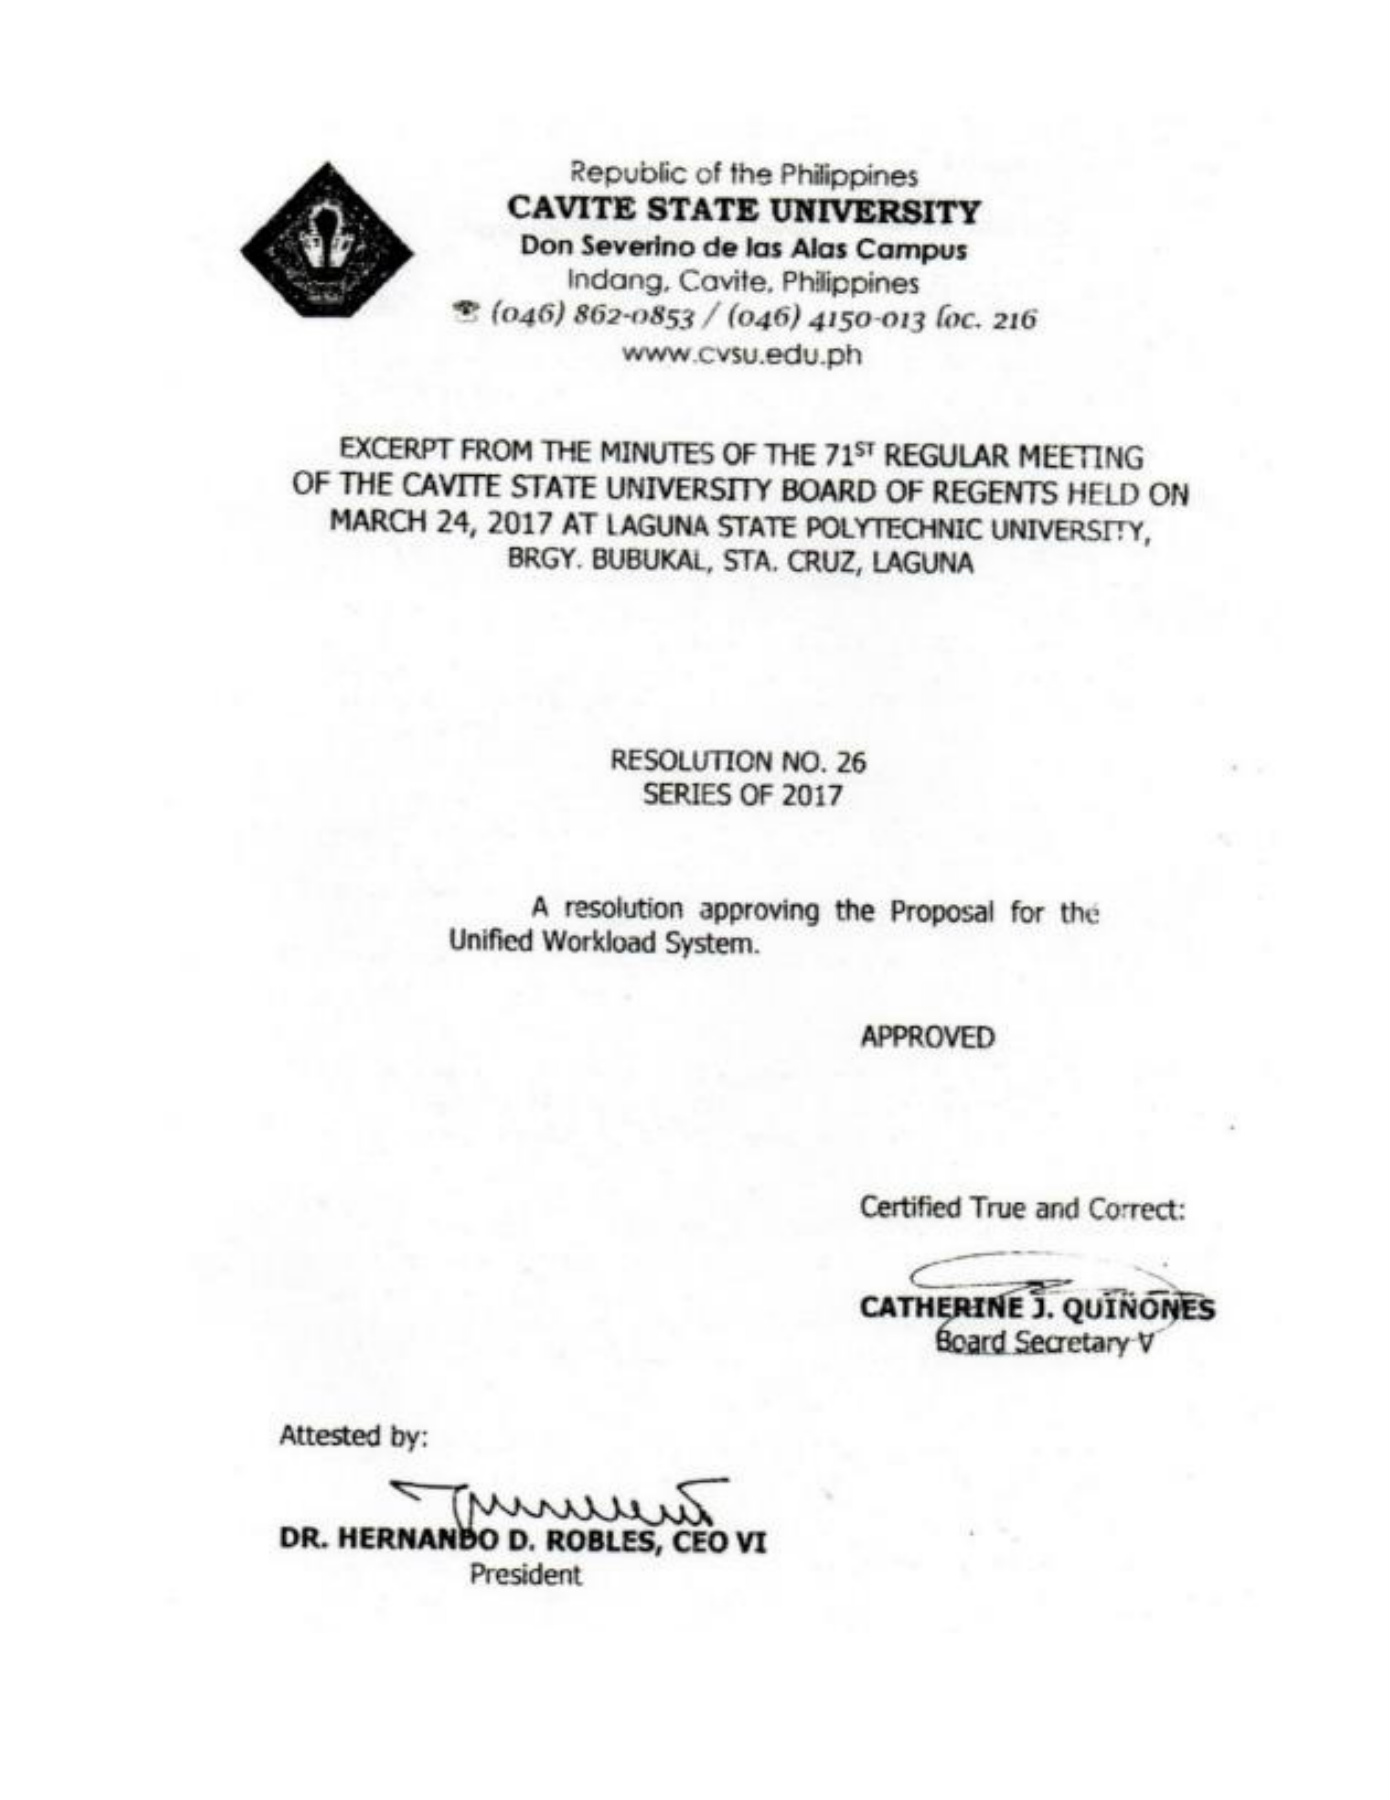 Republic of the Philippines
CAVITE STATE UNIVERSITY
Don Severino de las Alas Campus
Indang, Cavite, Philippines
☎ (046) 862-0853 / (046) 4150-013 loc. 216
www.cvsu.edu.ph
EXCERPT FROM THE MINUTES OF THE 71ST REGULAR MEETING
OF THE CAVITE STATE UNIVERSITY BOARD OF REGENTS HELD ON
MARCH 24, 2017 AT LAGUNA STATE POLYTECHNIC UNIVERSITY,
BRGY. BUBUKAL, STA. CRUZ, LAGUNA
RESOLUTION NO. 26
SERIES OF 2017
A resolution approving the Proposal for the
Unified Workload System.
APPROVED
Certified True and Correct:
CATHERINE J. QUIÑONES
Board Secretary V
Attested by:
DR. HERNANDO D. ROBLES, CEO VI
President